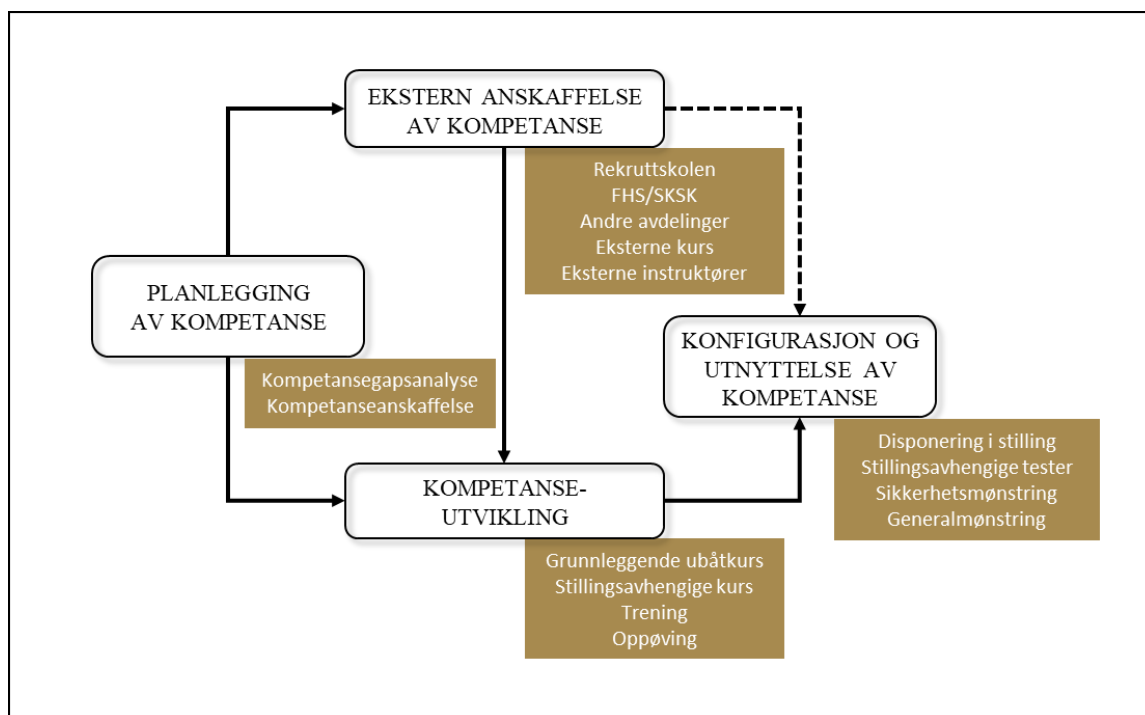 EKSTERN ANSKAFFELSE
AV KOMPETANSE
Rekruttskolen
FHS/SKSK
Andre avdelinger
Eksterne kurs
Eksterne instruktører
PLANLEGGING
AV KOMPETANSE
Kompetansegapsanalyse
Kompetanseanskaffelse
KONFIGURASJON OG
UTNYTTELSE AV
KOMPETANSE
Disponering i stilling
Stillingsavhengige tester
Sikkerhetsmønstring
Generalmønstring
KOMPETANSE-
UTVIKLING
Grunnleggende ubåtkurs
Stillingsavhengige kurs
Trening
Oppøving